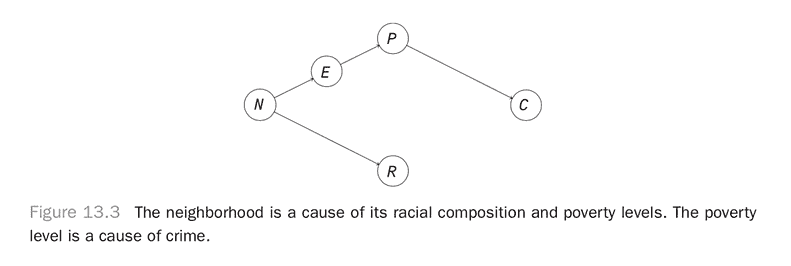 P
E
N
C
R
Figure 13.3 The neighborhood is a cause of its racial composition and poverty levels. The poverty
level is a cause of crime.